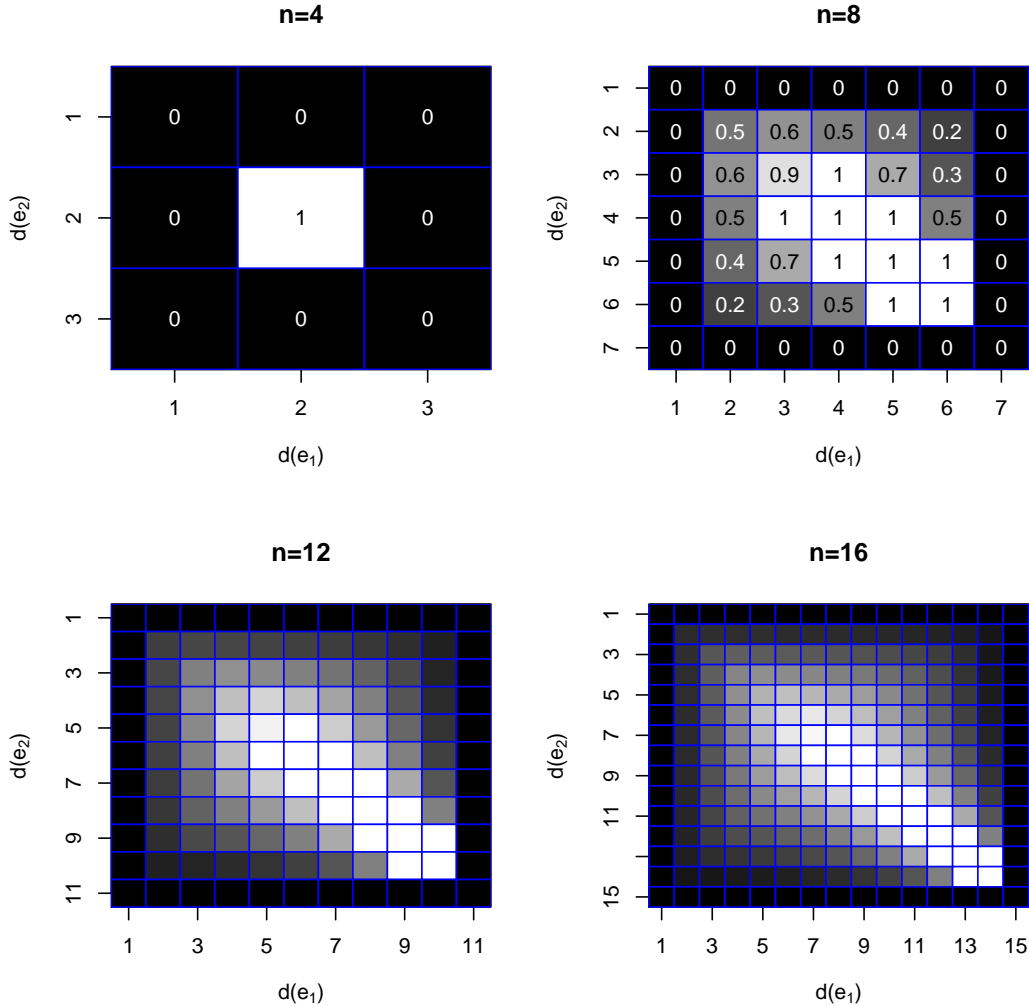 n=4
1
0 0 0
2
0 1 0
3
0 0 0
1 2 3
d(e₁)
d(e₂)
n=8
1
0 0 0 0 0 0 0
2
0 0.5 0.6 0.5 0.4 0.2 0
3
0 0.6 0.9 1 0.7 0.3 0
4
0 0.5 1 1 1 0.5 0
5
0 0.4 0.7 1 1 1 0
6
0 0.2 0.3 0.5 1 1 0
7
0 0 0 0 0 0 0
1 2 3 4 5 6 7
d(e₁)
d(e₂)
n=12
1
3
5
7
9
11
1 3 5 7 9 11
d(e₁)
d(e₂)
n=16
1
3
5
7
9
11
15
1 3 5 7 9 11 13 15
d(e₁)
d(e₂)